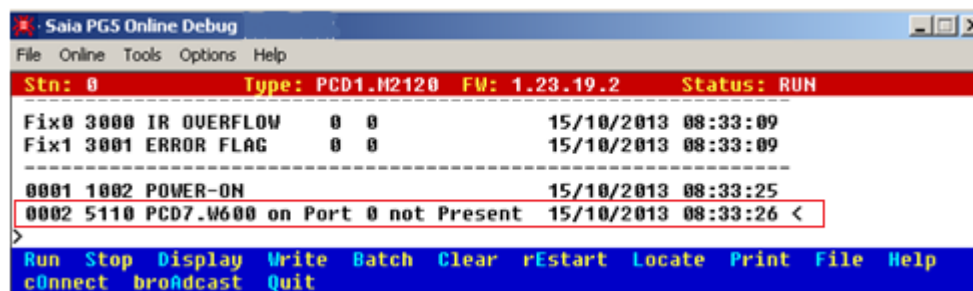 Saia PG5 Online Debug
File Online Tools Options Help
Stn: 0 Type: PCD1.M2120 FW: 1.23.19.2 Status: RUN
Fix0 3000 IR OVERFLOW 0 0 15/10/2013 08:33:09
Fix1 3001 ERROR FLAG 0 0 15/10/2013 08:33:09
0001 1002 POWER-ON 15/10/2013 08:33:25
0002 5110 PCD7.W600 on Port 0 not Present 15/10/2013 08:33:26 <
>
Run Stop Display Write Batch Clear rEstart Locate Print File Help
cOnnect broAdcast Quit